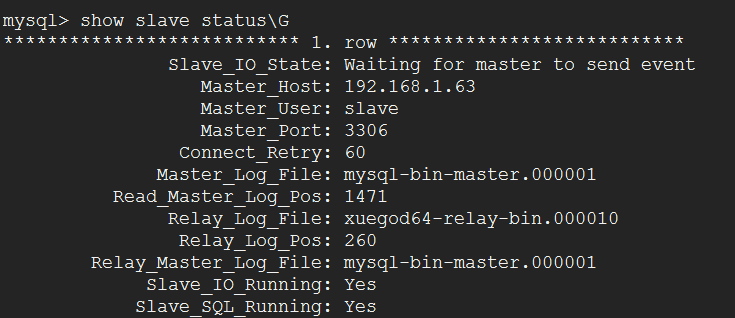 mysql> show slave status\G
*************************** 1. row ***************************
Slave_IO_State: Waiting for master to send event
Master_Host: 192.168.1.63
Master_User: slave
Master_Port: 3306
Connect_Retry: 60
Master_Log_File: mysql-bin-master.000001
Read_Master_Log_Pos: 1471
Relay_Log_File: xuegod64-relay-bin.000010
Relay_Log_Pos: 260
Relay_Master_Log_File: mysql-bin-master.000001
Slave_IO_Running: Yes
Slave_SQL_Running: Yes